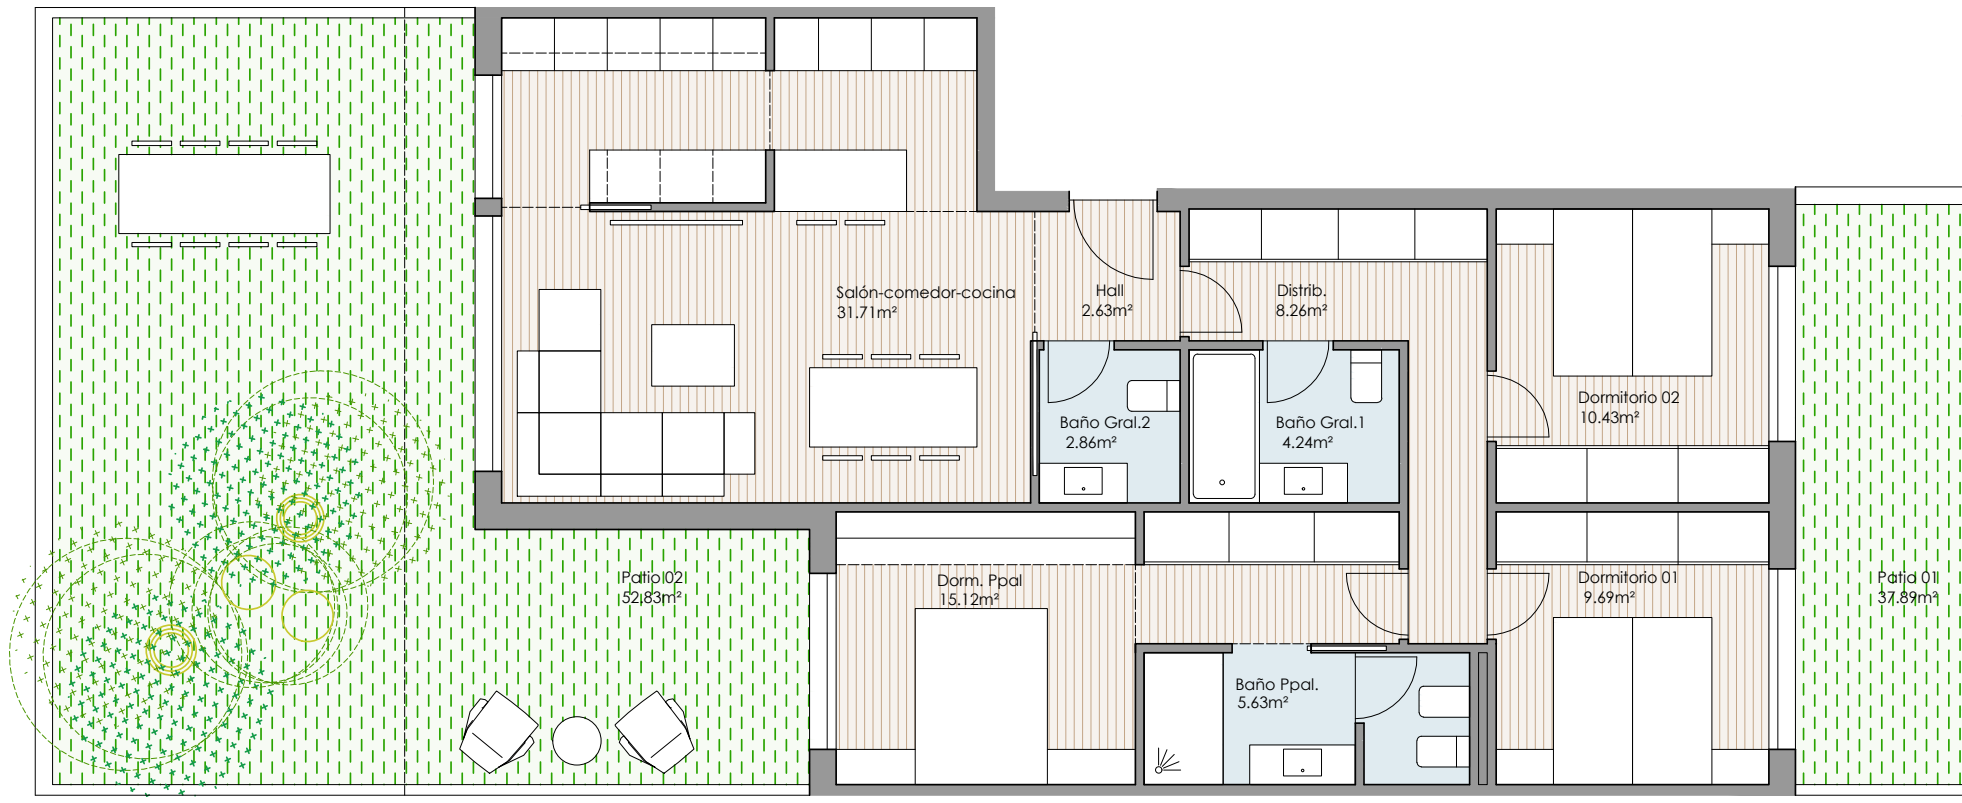 Salón-comedor-cocina
31.71m²
Hall
2.63m²
Distrib.
8.26m²
Baño Gral.2
2.86m²
Baño Gral.1
4.24m²
Dormitorio 02
10.43m²
Patio 02
52.83m²
Dorm. Ppal
15.12m²
Dormitorio 01
9.69m²
Patio 01
37.89m²
Baño Ppal.
5.63m²